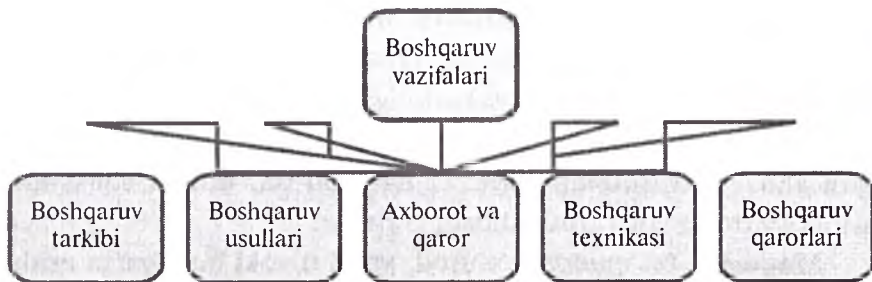 Boshqaruv
vazifalari
Boshqaruv
tarkibi
Boshqaruv
usullari
Axborot va
qaror
Boshqaruv
texnikasi
Boshqaruv
qarorlari